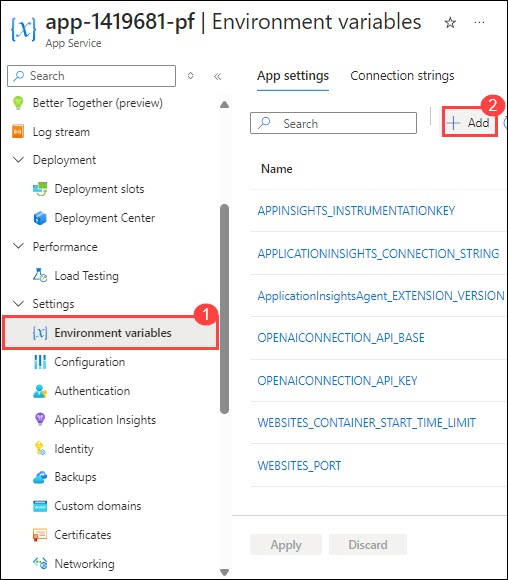 {x} app-1419681-pf | Environment variables
App Service
Search
Better Together (preview)
Log stream
Deployment
Deployment slots
Deployment Center
Performance
Load Testing
Settings
1
{x} Environment variables
Configuration
Authentication
Application Insights
Identity
Backups
Custom domains
Certificates
Networking
App settings Connection strings
2
Search
+ Add
Name
APPINSIGHTS_INSTRUMENTATIONKEY
APPLICATIONINSIGHTS_CONNECTION_STRING
ApplicationInsightsAgent_EXTENSION_VERSION
OPENAICONNECTION_API_BASE
OPENAICONNECTION_API_KEY
WEBSITES_CONTAINER_START_TIME_LIMIT
WEBSITES_PORT
Apply Discard